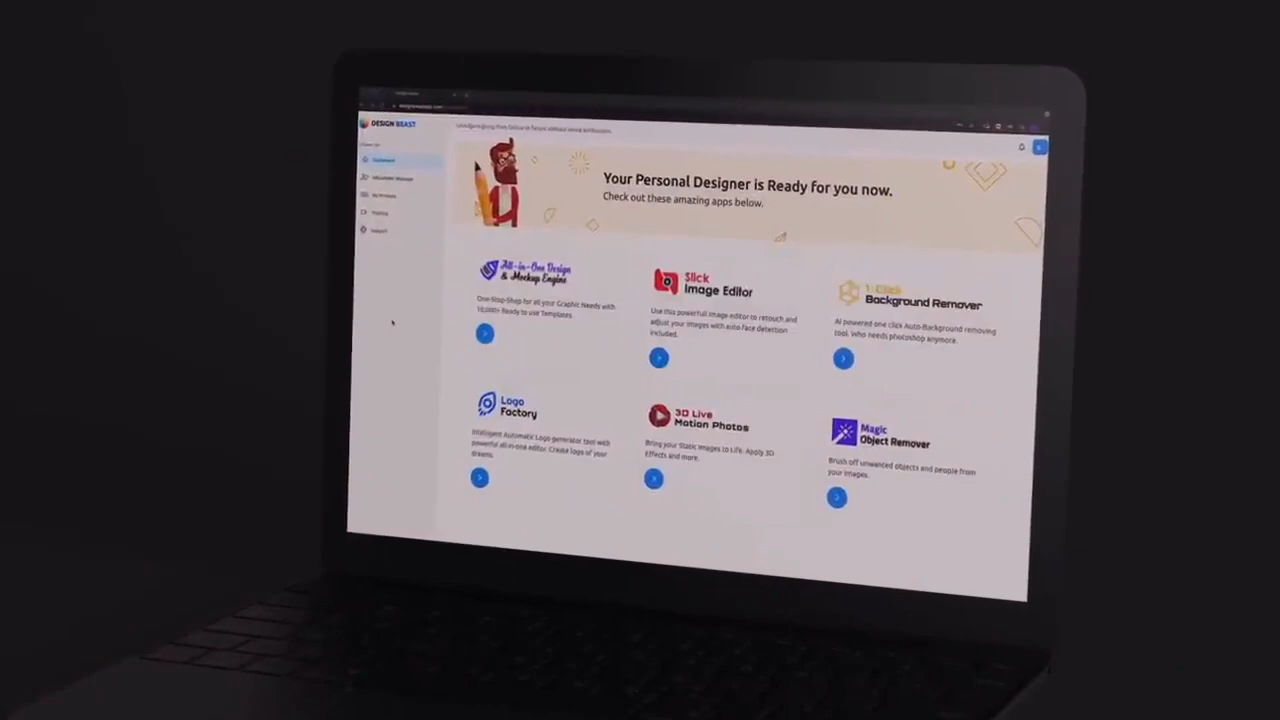 DESIGN BEAST
Dashboard
Your Personal Designer is Ready for you now.
Check out these amazing apps below.
All-in-One Design
& Mockup Engine
One-Stop-Shop for all your Graphic Needs with
10,000+ Ready to use Templates.
Slick
Image Editor
Use this powerfull image editor to retouch and
adjust your images with auto face detection
included.
1- Click
Background Remover
AI powered one click Auto-Background removing
tool. Who needs photoshop anymore.
Logo
Factory
Intelligent Automatic Logo generator tool with
powerful all-in-one editor. Create logo of your
dreams.
3D Live
Motion Photos
Bring your Static Images to Life. Apply 3D
Effects and more.
Magic
Object Remover
Brush off unwanted objects and people from
your images.